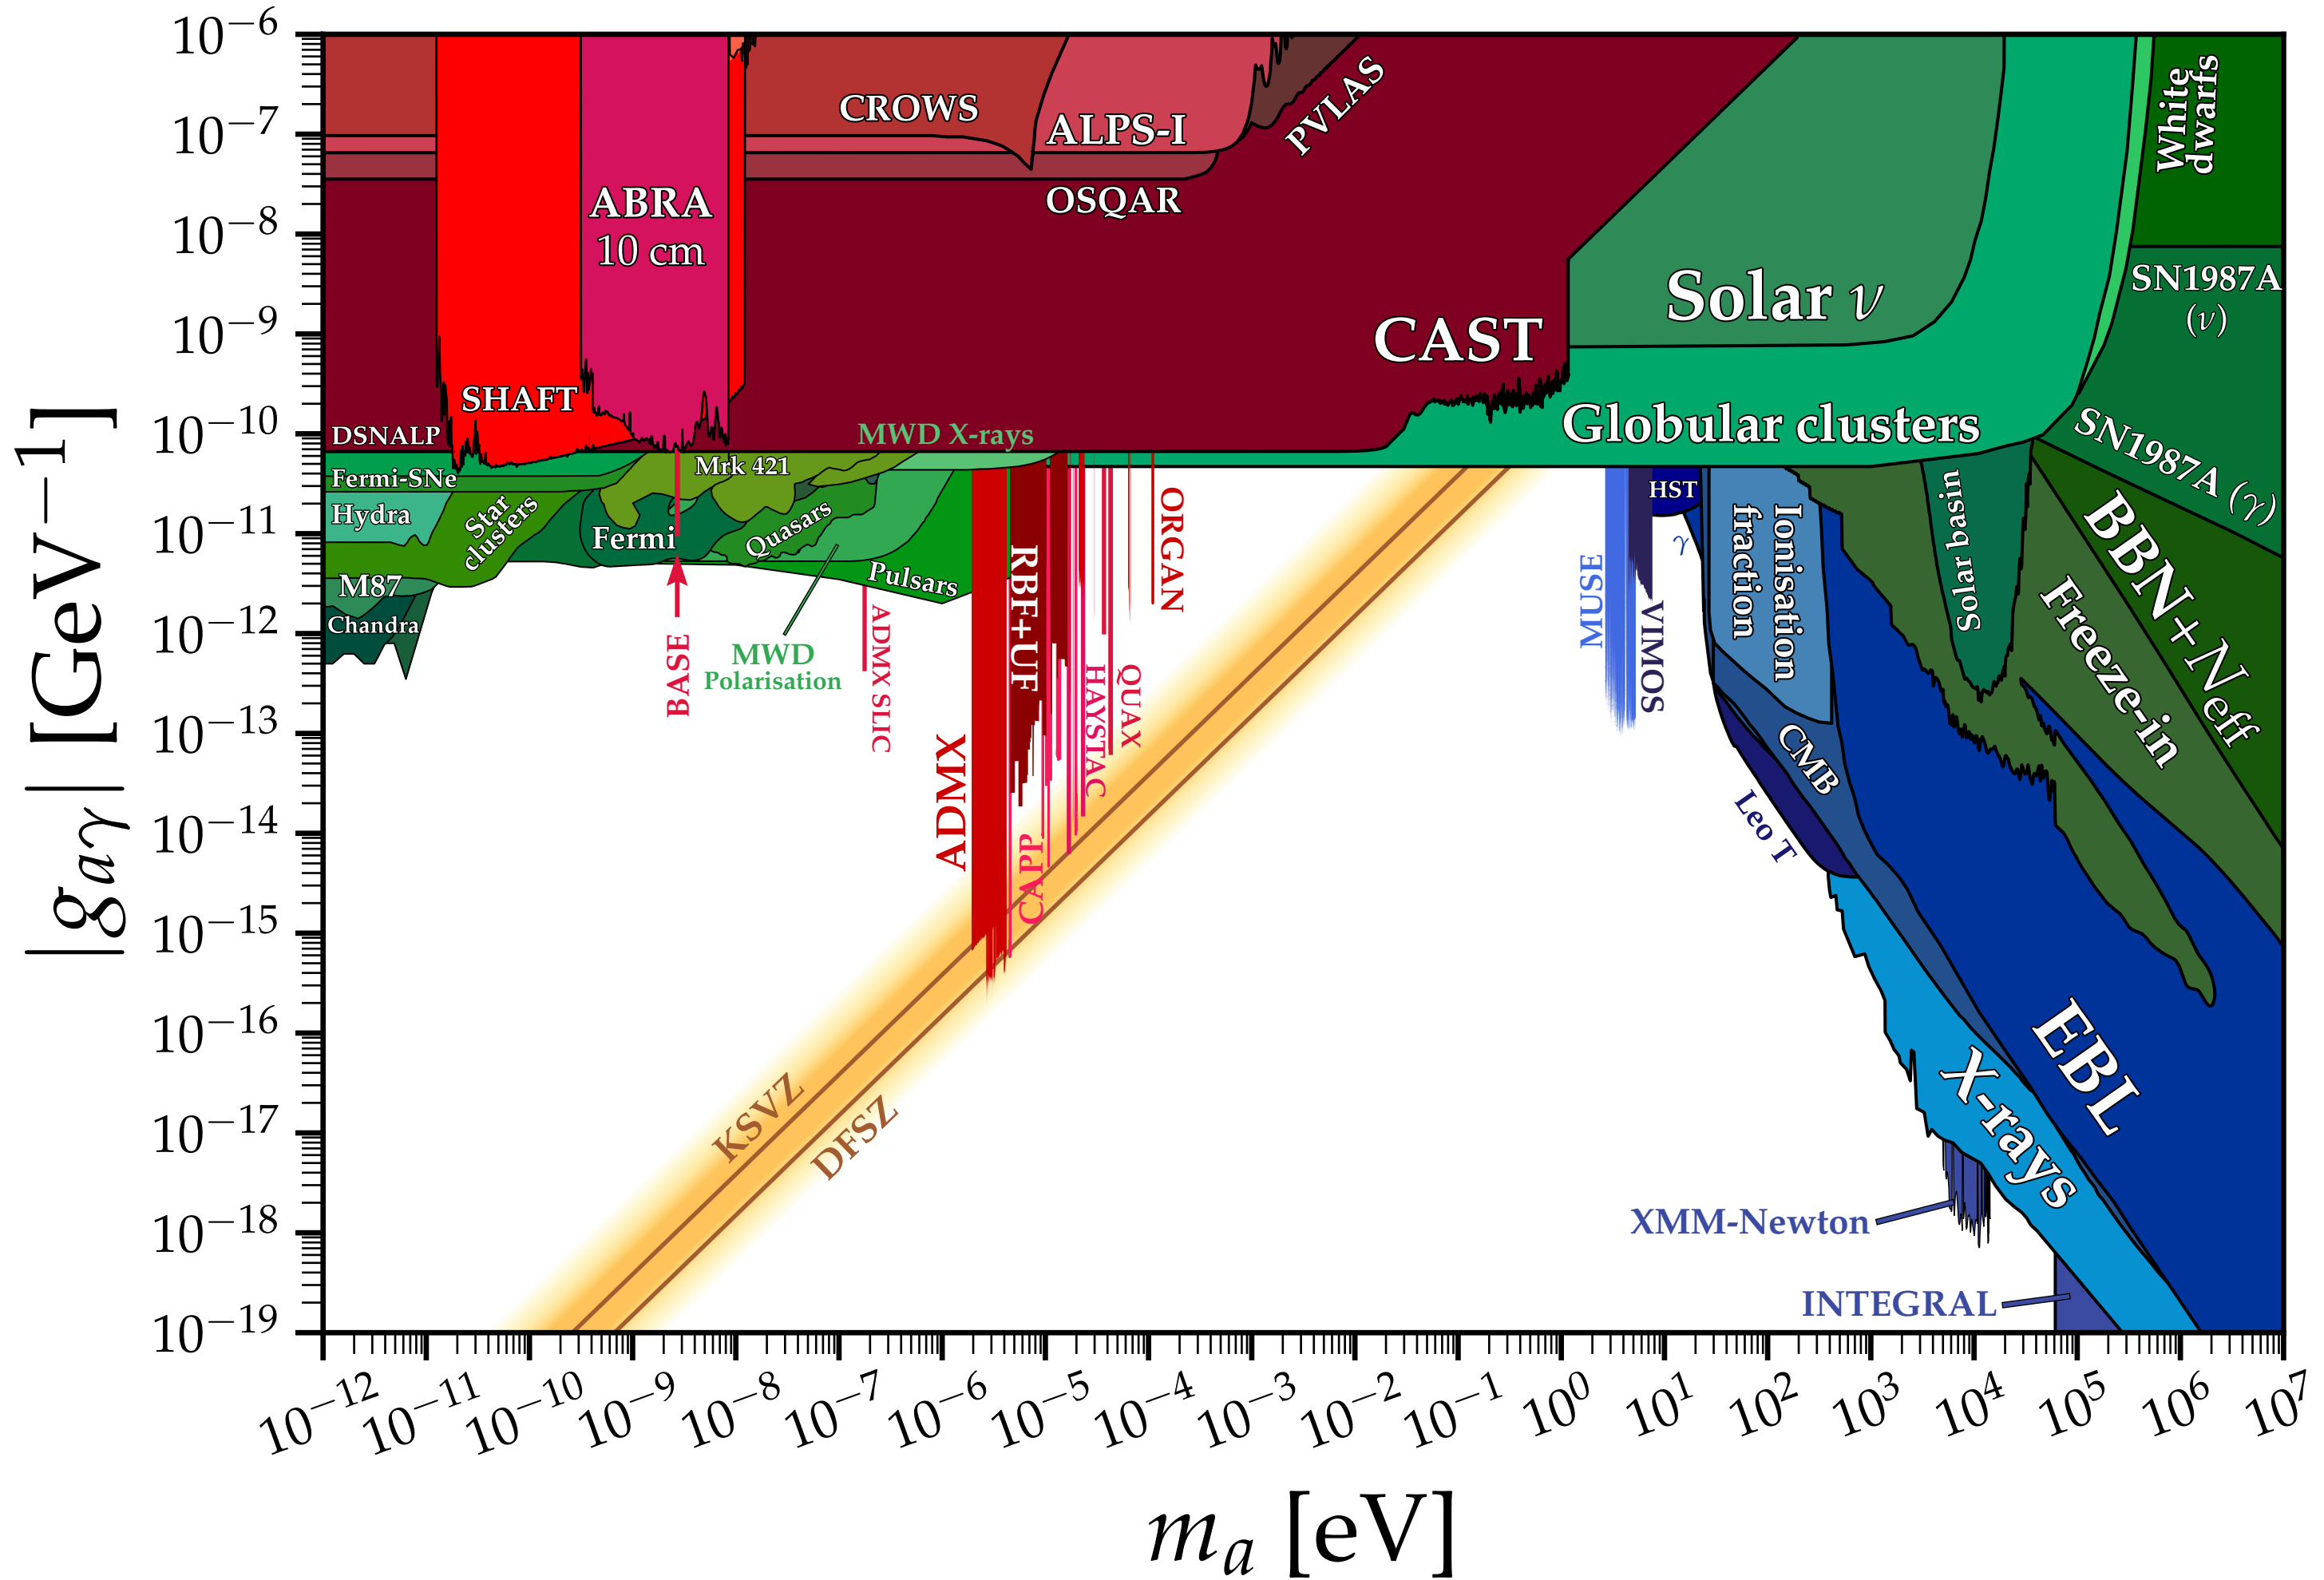 10⁻⁶
10⁻⁷
10⁻⁸
10⁻⁹
10⁻¹⁰
10⁻¹¹
10⁻¹²
10⁻¹³
10⁻¹⁴
10⁻¹⁵
10⁻¹⁶
10⁻¹⁷
10⁻¹⁸
10⁻¹⁹
|g_{aγ}| [GeV⁻¹]
CROWS
ALPS-I
OSQAR
PVLAS
ABRA
10 cm
SHAFT
CAST
Solar ν
Globular clusters
White
dwarfs
SN1987A
(ν)
SN1987A (γ)
DSNALP
Fermi-SNe
Hydra
Star
clusters
M87
Chandra
Mrk 421
MWD X-rays
Fermi
Quasars
Pulsars
BASE
MWD
Polarisation
ADMX SLIC
ADMX
RBF+UF
CAPP
HAYSTAC
QUAX
ORGAN
KSVZ
DFSZ
MUSE
VIMOS
HST
γ
Ionisation
fraction
Solar basin
BBN+N_{eff}
Freeze-in
CMB
Leo T
EBL
X-rays
XMM-Newton
INTEGRAL
10⁻¹²
10⁻¹¹
10⁻¹⁰
10⁻⁹
10⁻⁸
10⁻⁷
10⁻⁶
10⁻⁵
10⁻⁴
10⁻³
10⁻²
10⁻¹
10⁰
10¹
10²
10³
10⁴
10⁵
10⁶
10⁷
m_a [eV]